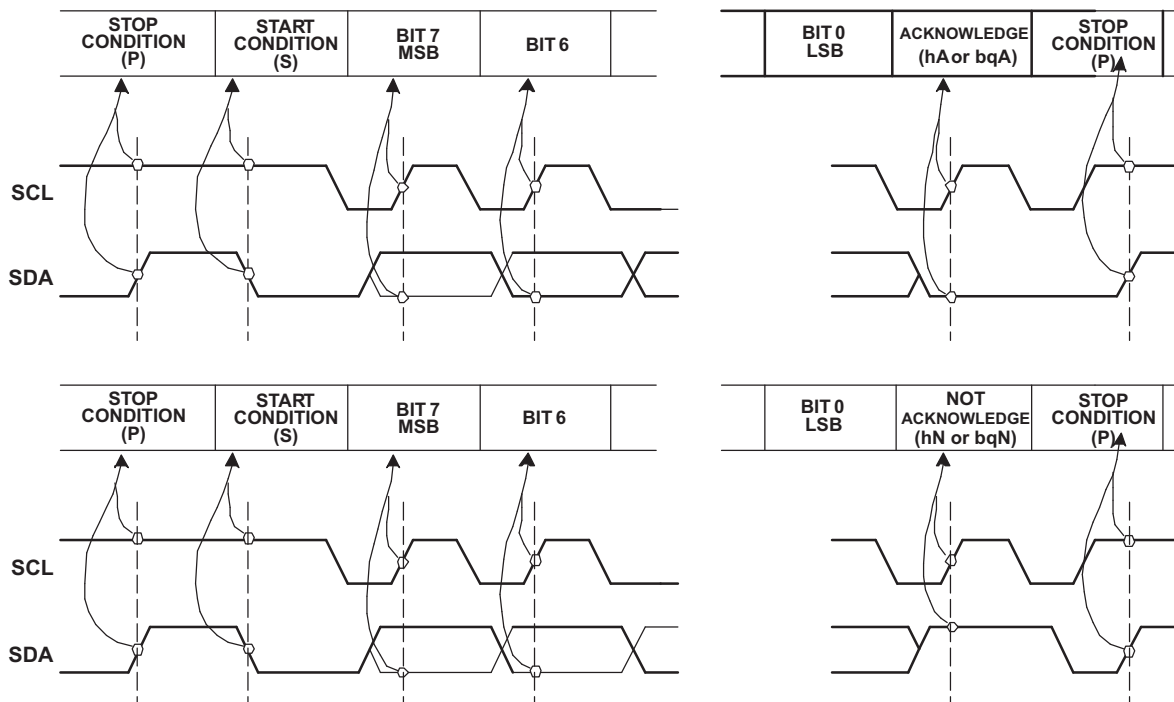 STOP
CONDITION
(P)
START
CONDITION
(S)
BIT 7
MSB
BIT 6
BIT 0
LSB
ACKNOWLEDGE
(hA or bqA)
STOP
CONDITION
(P)
SCL
SDA
STOP
CONDITION
(P)
START
CONDITION
(S)
BIT 7
MSB
BIT 6
BIT 0
LSB
NOT
ACKNOWLEDGE
(hN or bqN)
STOP
CONDITION
(P)
SCL
SDA